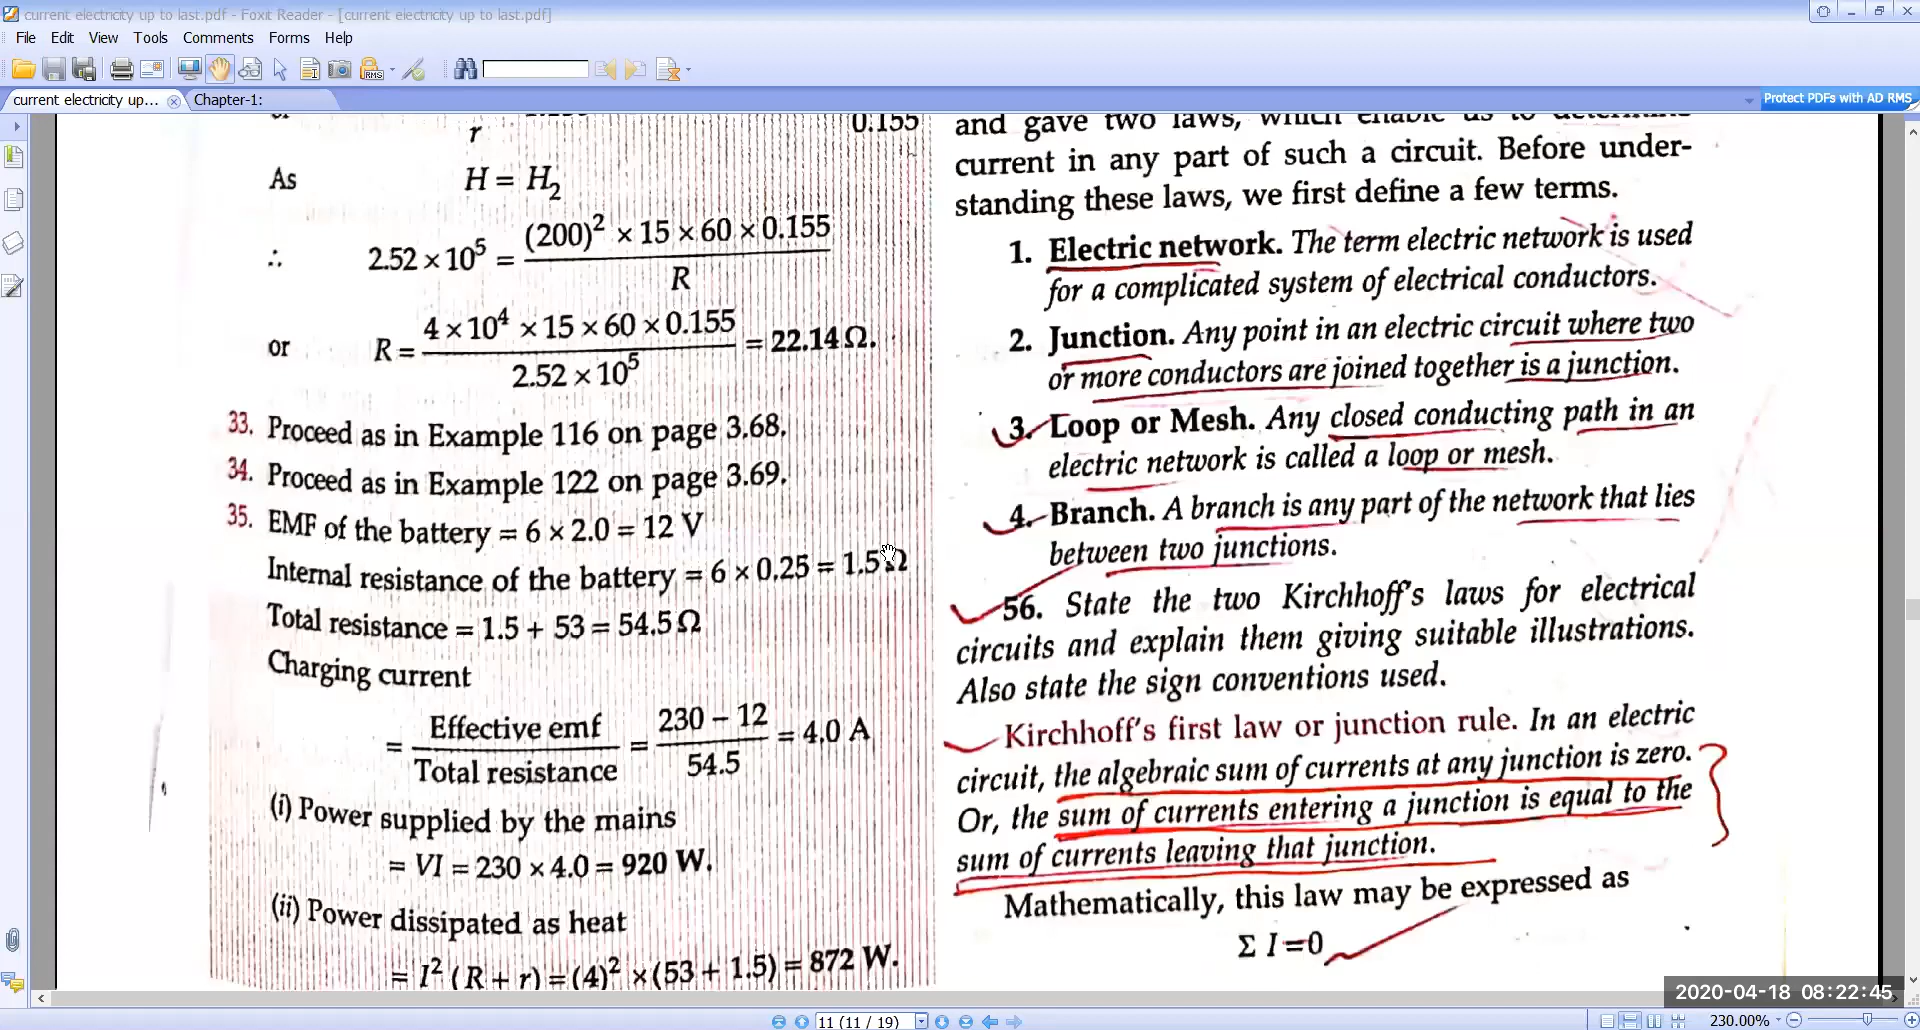 current electricity up to last.pdf - Foxit Reader - [current electricity up to last.pdf]
File Edit View Tools Comments Forms Help
RMS
current electricity up... Chapter-1:
Protect PDFs with AD RMS
r
0.155
As H = H₂
∴ 2.52 × 10⁵ = (200)² × 15 × 60 × 0.155 / R
or R = 4 × 10⁴ × 15 × 60 × 0.155 / 2.52 × 10⁵ = 22.14 Ω.
33. Proceed as in Example 116 on page 3.68.
34. Proceed as in Example 122 on page 3.69.
35. EMF of the battery = 6 × 2.0 = 12 V
Internal resistance of the battery = 6 × 0.25 = 1.5 Ω
Total resistance = 1.5 + 53 = 54.5 Ω
Charging current
= Effective emf / Total resistance = 230 – 12 / 54.5 = 4.0 A
(i) Power supplied by the mains
= VI = 230 × 4.0 = 920 W.
(ii) Power dissipated as heat
= I² (R + r) = (4)² × (53 + 1.5) = 872 W.
and gave two laws, which enable us to determine
current in any part of such a circuit. Before under-
standing these laws, we first define a few terms.
1. Electric network. The term electric network is used
for a complicated system of electrical conductors.
2. Junction. Any point in an electric circuit where two
or more conductors are joined together is a junction.
3. Loop or Mesh. Any closed conducting path in an
electric network is called a loop or mesh.
4. Branch. A branch is any part of the network that lies
between two junctions.
56. State the two Kirchhoff's laws for electrical
circuits and explain them giving suitable illustrations.
Also state the sign conventions used.
Kirchhoff's first law or junction rule. In an electric
circuit, the algebraic sum of currents at any junction is zero.
Or, the sum of currents entering a junction is equal to the
sum of currents leaving that junction.
Mathematically, this law may be expressed as
Σ I = 0
2020-04-18 08:22:45
11 (11 / 19)
230.00%